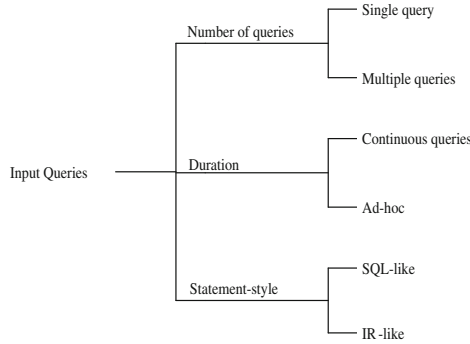 Single query
Number of queries
Multiple queries
Continuous queries
Input Queries
Duration
Ad-hoc
SQL-like
Statement-style
IR-like